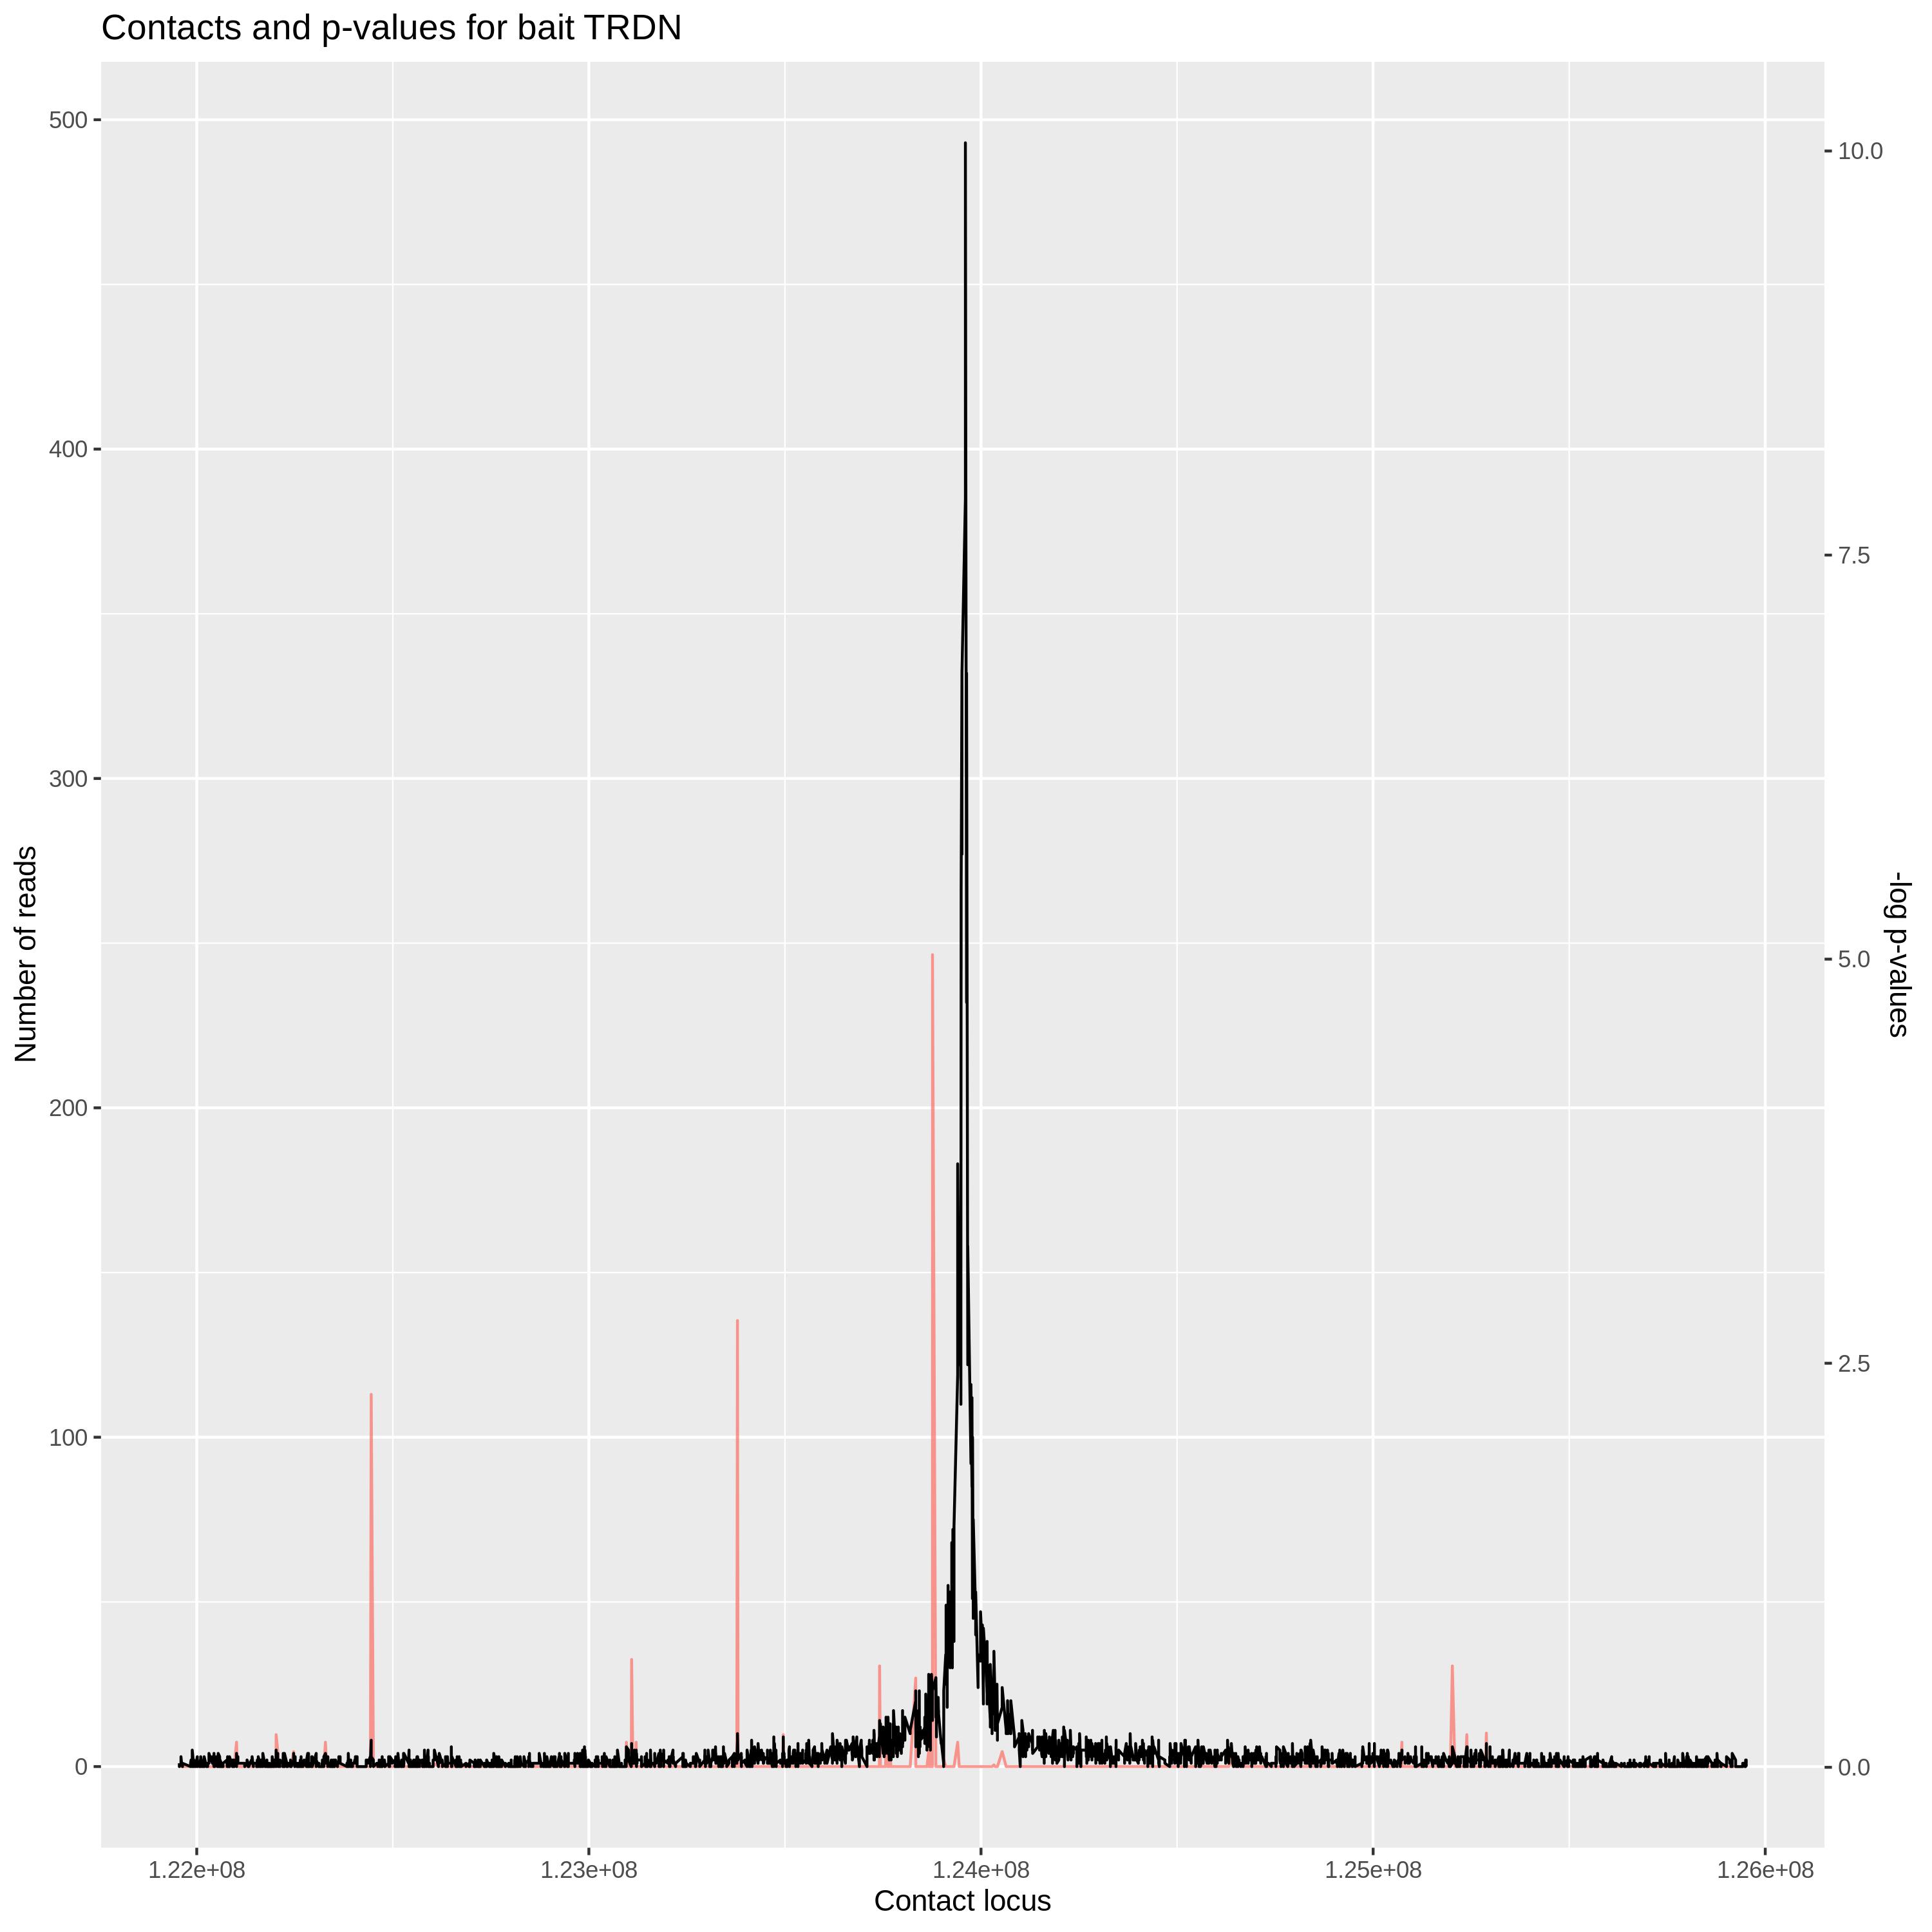 Contacts and p-values for bait TRDN
500
400
300
200
100
0
Number of reads
10.0
7.5
5.0
2.5
0.0
-log p-values
1.22e+08
1.23e+08
1.24e+08
1.25e+08
1.26e+08
Contact locus